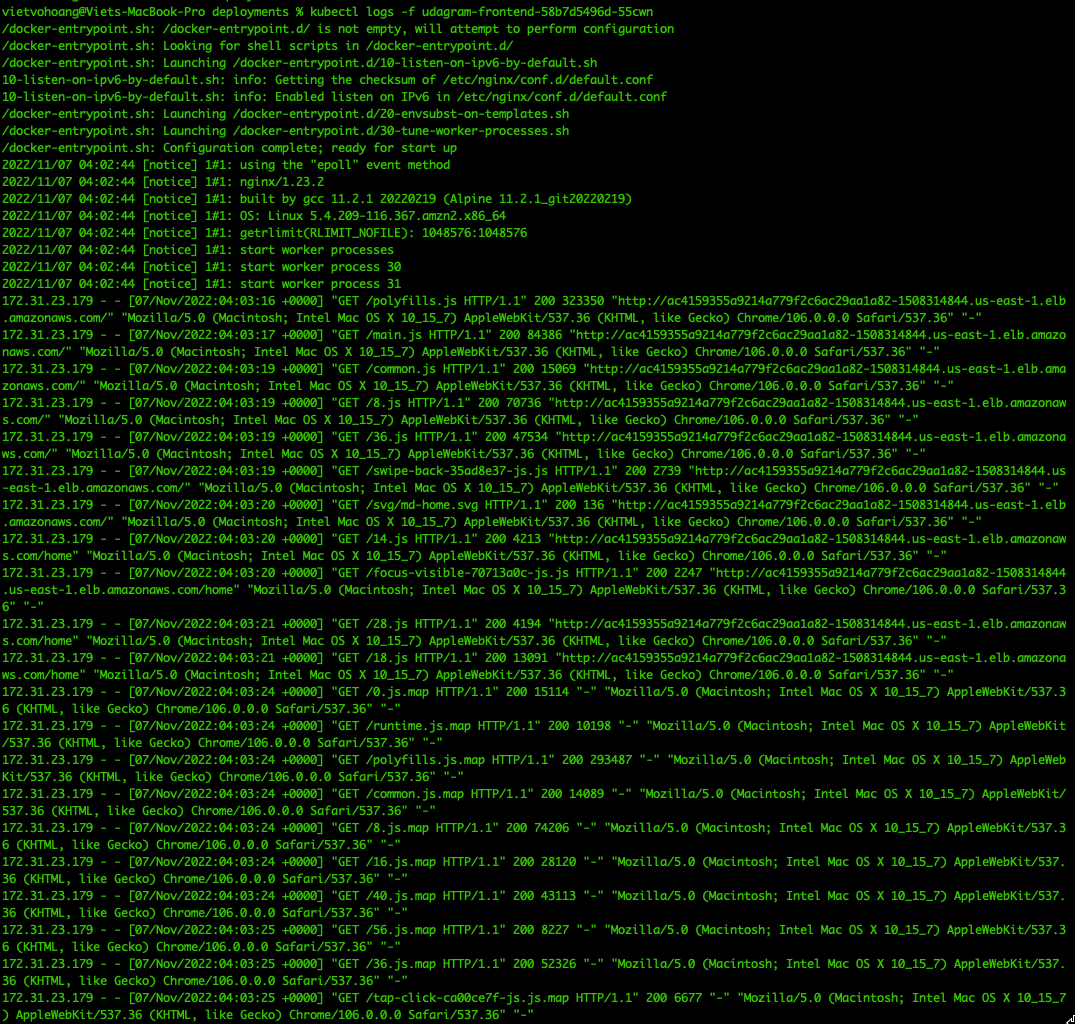 vietvohoang@Viets-MacBook-Pro deployments % kubectl logs -f udagram-frontend-58b7d5496d-55cwn
/docker-entrypoint.sh: /docker-entrypoint.d/ is not empty, will attempt to perform configuration
/docker-entrypoint.sh: Looking for shell scripts in /docker-entrypoint.d/
/docker-entrypoint.sh: Launching /docker-entrypoint.d/10-listen-on-ipv6-by-default.sh
10-listen-on-ipv6-by-default.sh: info: Getting the checksum of /etc/nginx/conf.d/default.conf
10-listen-on-ipv6-by-default.sh: info: Enabled listen on IPv6 in /etc/nginx/conf.d/default.conf
/docker-entrypoint.sh: Launching /docker-entrypoint.d/20-envsubst-on-templates.sh
/docker-entrypoint.sh: Launching /docker-entrypoint.d/30-tune-worker-processes.sh
/docker-entrypoint.sh: Configuration complete; ready for start up
2022/11/07 04:02:44 [notice] 1#1: using the "epoll" event method
2022/11/07 04:02:44 [notice] 1#1: nginx/1.23.2
2022/11/07 04:02:44 [notice] 1#1: built by gcc 11.2.1 20220219 (Alpine 11.2.1_git20220219)
2022/11/07 04:02:44 [notice] 1#1: OS: Linux 5.4.209-116.367.amzn2.x86_64
2022/11/07 04:02:44 [notice] 1#1: getrlimit(RLIMIT_NOFILE): 1048576:1048576
2022/11/07 04:02:44 [notice] 1#1: start worker processes
2022/11/07 04:02:44 [notice] 1#1: start worker process 30
2022/11/07 04:02:44 [notice] 1#1: start worker process 31
172.31.23.179 - - [07/Nov/2022:04:03:16 +0000] "GET /polyfills.js HTTP/1.1" 200 323350 "http://ac4159355a9214a779f2c6ac29aa1a82-1508314844.us-east-1.elb
.amazonaws.com/" "Mozilla/5.0 (Macintosh; Intel Mac OS X 10_15_7) AppleWebKit/537.36 (KHTML, like Gecko) Chrome/106.0.0.0 Safari/537.36" "-"
172.31.23.179 - - [07/Nov/2022:04:03:17 +0000] "GET /main.js HTTP/1.1" 200 84386 "http://ac4159355a9214a779f2c6ac29aa1a82-1508314844.us-east-1.elb.amazo
naws.com/" "Mozilla/5.0 (Macintosh; Intel Mac OS X 10_15_7) AppleWebKit/537.36 (KHTML, like Gecko) Chrome/106.0.0.0 Safari/537.36" "-"
172.31.23.179 - - [07/Nov/2022:04:03:19 +0000] "GET /common.js HTTP/1.1" 200 15069 "http://ac4159355a9214a779f2c6ac29aa1a82-1508314844.us-east-1.elb.ama
zonaws.com/" "Mozilla/5.0 (Macintosh; Intel Mac OS X 10_15_7) AppleWebKit/537.36 (KHTML, like Gecko) Chrome/106.0.0.0 Safari/537.36" "-"
172.31.23.179 - - [07/Nov/2022:04:03:19 +0000] "GET /8.js HTTP/1.1" 200 70736 "http://ac4159355a9214a779f2c6ac29aa1a82-1508314844.us-east-1.elb.amazonaw
s.com/" "Mozilla/5.0 (Macintosh; Intel Mac OS X 10_15_7) AppleWebKit/537.36 (KHTML, like Gecko) Chrome/106.0.0.0 Safari/537.36" "-"
172.31.23.179 - - [07/Nov/2022:04:03:19 +0000] "GET /36.js HTTP/1.1" 200 47534 "http://ac4159355a9214a779f2c6ac29aa1a82-1508314844.us-east-1.elb.amazona
ws.com/" "Mozilla/5.0 (Macintosh; Intel Mac OS X 10_15_7) AppleWebKit/537.36 (KHTML, like Gecko) Chrome/106.0.0.0 Safari/537.36" "-"
172.31.23.179 - - [07/Nov/2022:04:03:19 +0000] "GET /swipe-back-35ad8e37-js.js HTTP/1.1" 200 2739 "http://ac4159355a9214a779f2c6ac29aa1a82-1508314844.us
-east-1.elb.amazonaws.com/" "Mozilla/5.0 (Macintosh; Intel Mac OS X 10_15_7) AppleWebKit/537.36 (KHTML, like Gecko) Chrome/106.0.0.0 Safari/537.36" "-"
172.31.23.179 - - [07/Nov/2022:04:03:20 +0000] "GET /svg/md-home.svg HTTP/1.1" 200 136 "http://ac4159355a9214a779f2c6ac29aa1a82-1508314844.us-east-1.elb
.amazonaws.com/" "Mozilla/5.0 (Macintosh; Intel Mac OS X 10_15_7) AppleWebKit/537.36 (KHTML, like Gecko) Chrome/106.0.0.0 Safari/537.36" "-"
172.31.23.179 - - [07/Nov/2022:04:03:20 +0000] "GET /14.js HTTP/1.1" 200 4213 "http://ac4159355a9214a779f2c6ac29aa1a82-1508314844.us-east-1.elb.amazonaw
s.com/home" "Mozilla/5.0 (Macintosh; Intel Mac OS X 10_15_7) AppleWebKit/537.36 (KHTML, like Gecko) Chrome/106.0.0.0 Safari/537.36" "-"
172.31.23.179 - - [07/Nov/2022:04:03:20 +0000] "GET /focus-visible-70713a0c-js.js HTTP/1.1" 200 2247 "http://ac4159355a9214a779f2c6ac29aa1a82-1508314844
.us-east-1.elb.amazonaws.com/home" "Mozilla/5.0 (Macintosh; Intel Mac OS X 10_15_7) AppleWebKit/537.36 (KHTML, like Gecko) Chrome/106.0.0.0 Safari/537.3
6" "-"
172.31.23.179 - - [07/Nov/2022:04:03:21 +0000] "GET /28.js HTTP/1.1" 200 4194 "http://ac4159355a9214a779f2c6ac29aa1a82-1508314844.us-east-1.elb.amazonaw
s.com/home" "Mozilla/5.0 (Macintosh; Intel Mac OS X 10_15_7) AppleWebKit/537.36 (KHTML, like Gecko) Chrome/106.0.0.0 Safari/537.36" "-"
172.31.23.179 - - [07/Nov/2022:04:03:21 +0000] "GET /18.js HTTP/1.1" 200 13091 "http://ac4159355a9214a779f2c6ac29aa1a82-1508314844.us-east-1.elb.amazona
ws.com/home" "Mozilla/5.0 (Macintosh; Intel Mac OS X 10_15_7) AppleWebKit/537.36 (KHTML, like Gecko) Chrome/106.0.0.0 Safari/537.36" "-"
172.31.23.179 - - [07/Nov/2022:04:03:24 +0000] "GET /0.js.map HTTP/1.1" 200 15114 "-" "Mozilla/5.0 (Macintosh; Intel Mac OS X 10_15_7) AppleWebKit/537.3
6 (KHTML, like Gecko) Chrome/106.0.0.0 Safari/537.36" "-"
172.31.23.179 - - [07/Nov/2022:04:03:24 +0000] "GET /runtime.js.map HTTP/1.1" 200 10198 "-" "Mozilla/5.0 (Macintosh; Intel Mac OS X 10_15_7) AppleWebKit
/537.36 (KHTML, like Gecko) Chrome/106.0.0.0 Safari/537.36" "-"
172.31.23.179 - - [07/Nov/2022:04:03:24 +0000] "GET /polyfills.js.map HTTP/1.1" 200 293487 "-" "Mozilla/5.0 (Macintosh; Intel Mac OS X 10_15_7) AppleWeb
Kit/537.36 (KHTML, like Gecko) Chrome/106.0.0.0 Safari/537.36" "-"
172.31.23.179 - - [07/Nov/2022:04:03:24 +0000] "GET /common.js.map HTTP/1.1" 200 14089 "-" "Mozilla/5.0 (Macintosh; Intel Mac OS X 10_15_7) AppleWebKit/
537.36 (KHTML, like Gecko) Chrome/106.0.0.0 Safari/537.36" "-"
172.31.23.179 - - [07/Nov/2022:04:03:24 +0000] "GET /8.js.map HTTP/1.1" 200 74206 "-" "Mozilla/5.0 (Macintosh; Intel Mac OS X 10_15_7) AppleWebKit/537.3
6 (KHTML, like Gecko) Chrome/106.0.0.0 Safari/537.36" "-"
172.31.23.179 - - [07/Nov/2022:04:03:24 +0000] "GET /16.js.map HTTP/1.1" 200 28120 "-" "Mozilla/5.0 (Macintosh; Intel Mac OS X 10_15_7) AppleWebKit/537.
36 (KHTML, like Gecko) Chrome/106.0.0.0 Safari/537.36" "-"
172.31.23.179 - - [07/Nov/2022:04:03:24 +0000] "GET /40.js.map HTTP/1.1" 200 43113 "-" "Mozilla/5.0 (Macintosh; Intel Mac OS X 10_15_7) AppleWebKit/537.
36 (KHTML, like Gecko) Chrome/106.0.0.0 Safari/537.36" "-"
172.31.23.179 - - [07/Nov/2022:04:03:25 +0000] "GET /56.js.map HTTP/1.1" 200 8227 "-" "Mozilla/5.0 (Macintosh; Intel Mac OS X 10_15_7) AppleWebKit/537.3
6 (KHTML, like Gecko) Chrome/106.0.0.0 Safari/537.36" "-"
172.31.23.179 - - [07/Nov/2022:04:03:25 +0000] "GET /36.js.map HTTP/1.1" 200 52326 "-" "Mozilla/5.0 (Macintosh; Intel Mac OS X 10_15_7) AppleWebKit/537.
36 (KHTML, like Gecko) Chrome/106.0.0.0 Safari/537.36" "-"
172.31.23.179 - - [07/Nov/2022:04:03:25 +0000] "GET /tap-click-ca00ce7f-js.js.map HTTP/1.1" 200 6677 "-" "Mozilla/5.0 (Macintosh; Intel Mac OS X 10_15_7
) AppleWebKit/537.36 (KHTML, like Gecko) Chrome/106.0.0.0 Safari/537.36" "-"